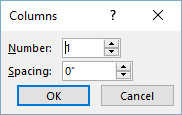 Columns ? ×
Number: 1
Spacing: 0"
OK Cancel